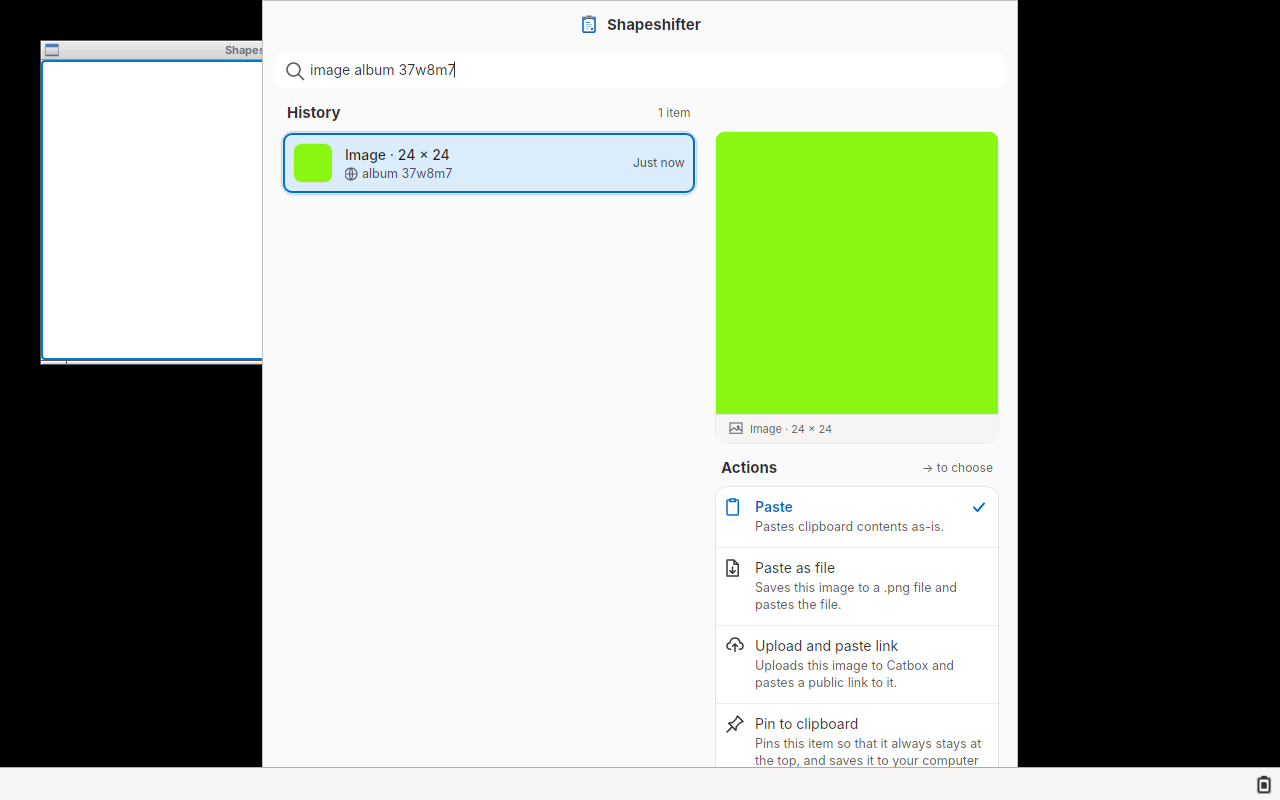 Shapeshifter
image album 37w8m7
History
1 item
Image · 24 × 24
album 37w8m7
Just now
Image · 24 × 24
Actions
→ to choose
Paste
Pastes clipboard contents as-is.
Paste as file
Saves this image to a .png file and
pastes the file.
Upload and paste link
Uploads this image to Catbox and
pastes a public link to it.
Pin to clipboard
Pins this item so that it always stays at
the top, and saves it to your computer